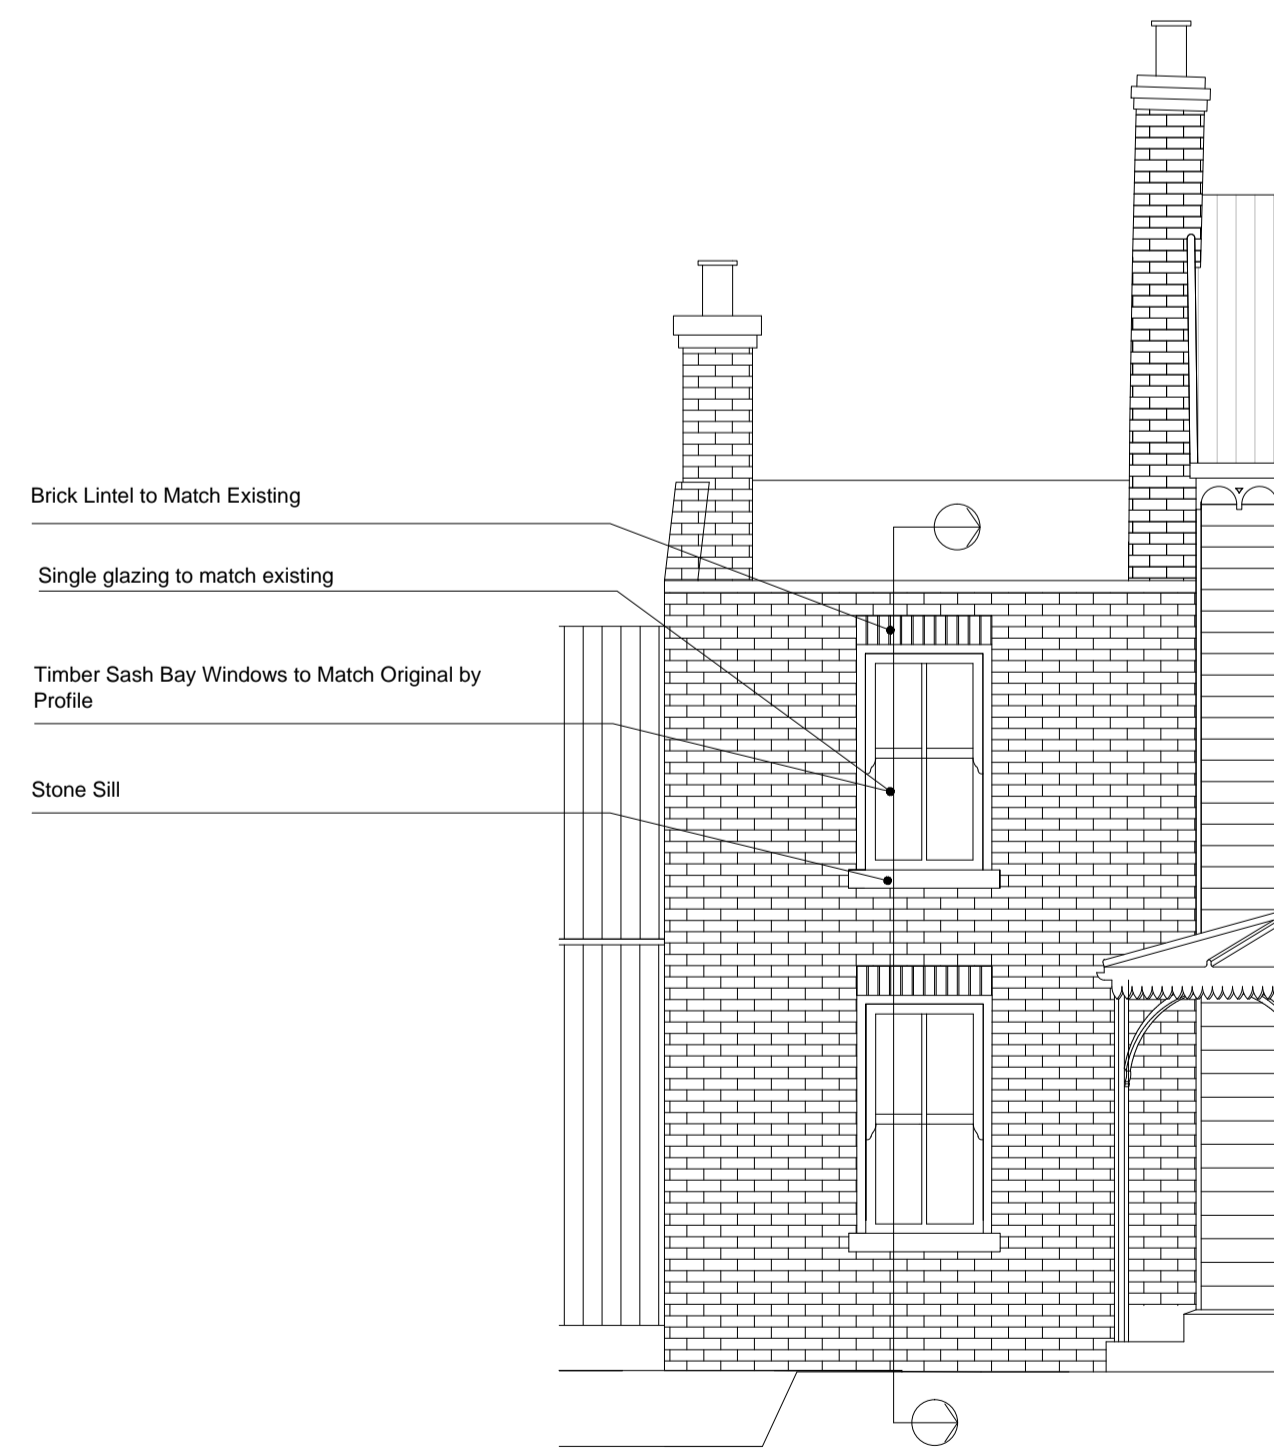 Brick Lintel to Match Existing
Single glazing to match existing
Timber Sash Bay Windows to Match Original by
Profile
Stone Sill